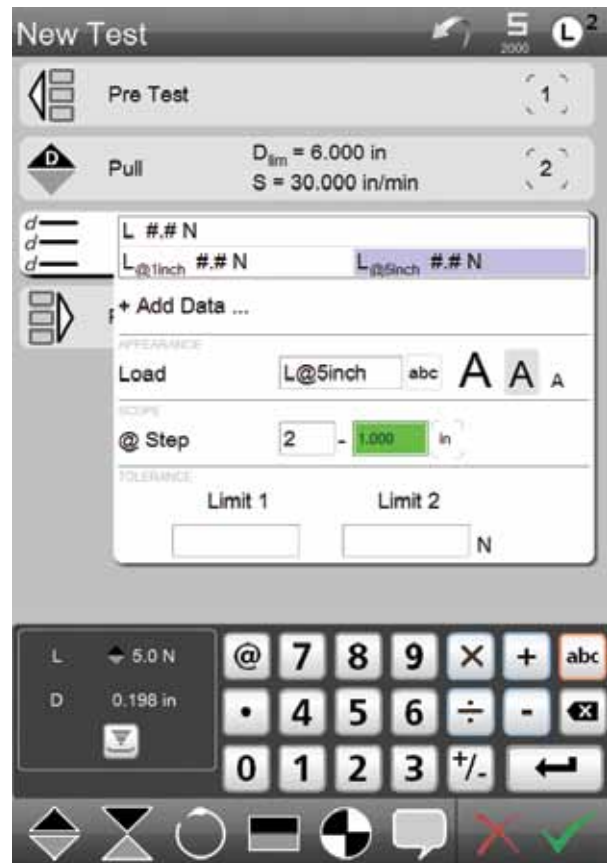 New Test
S
2000
L 2
Pre Test
1
Pull
D lim = 6.000 in
S = 30.000 in/min
2
d
d
d
L #.# N
L @1inch #.# N
L @5inch #.# N
+ Add Data ...
APPEARANCE
Load
L@5inch
abc
A A A
SCOPE
@ Step
2 - 1.000 in
TOLERANCE
Limit 1 Limit 2
N
L 5.0 N
D 0.198 in
@ 7 8 9 × + abc
• 4 5 6 ÷ -
0 1 2 3 +/-